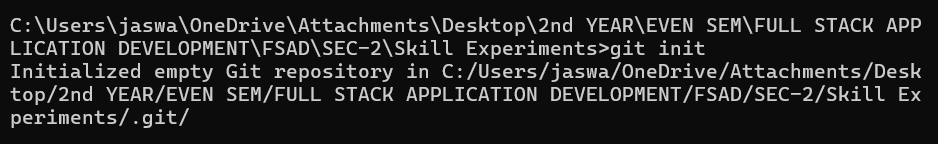 C:\Users\jaswa\OneDrive\Attachments\Desktop\2nd YEAR\EVEN SEM\FULL STACK APP
LICATION DEVELOPMENT\FSAD\SEC-2\Skill Experiments>git init
Initialized empty Git repository in C:/Users/jaswa/OneDrive/Attachments/Desk
top/2nd YEAR/EVEN SEM/FULL STACK APPLICATION DEVELOPMENT/FSAD/SEC-2/Skill Ex
periments/.git/